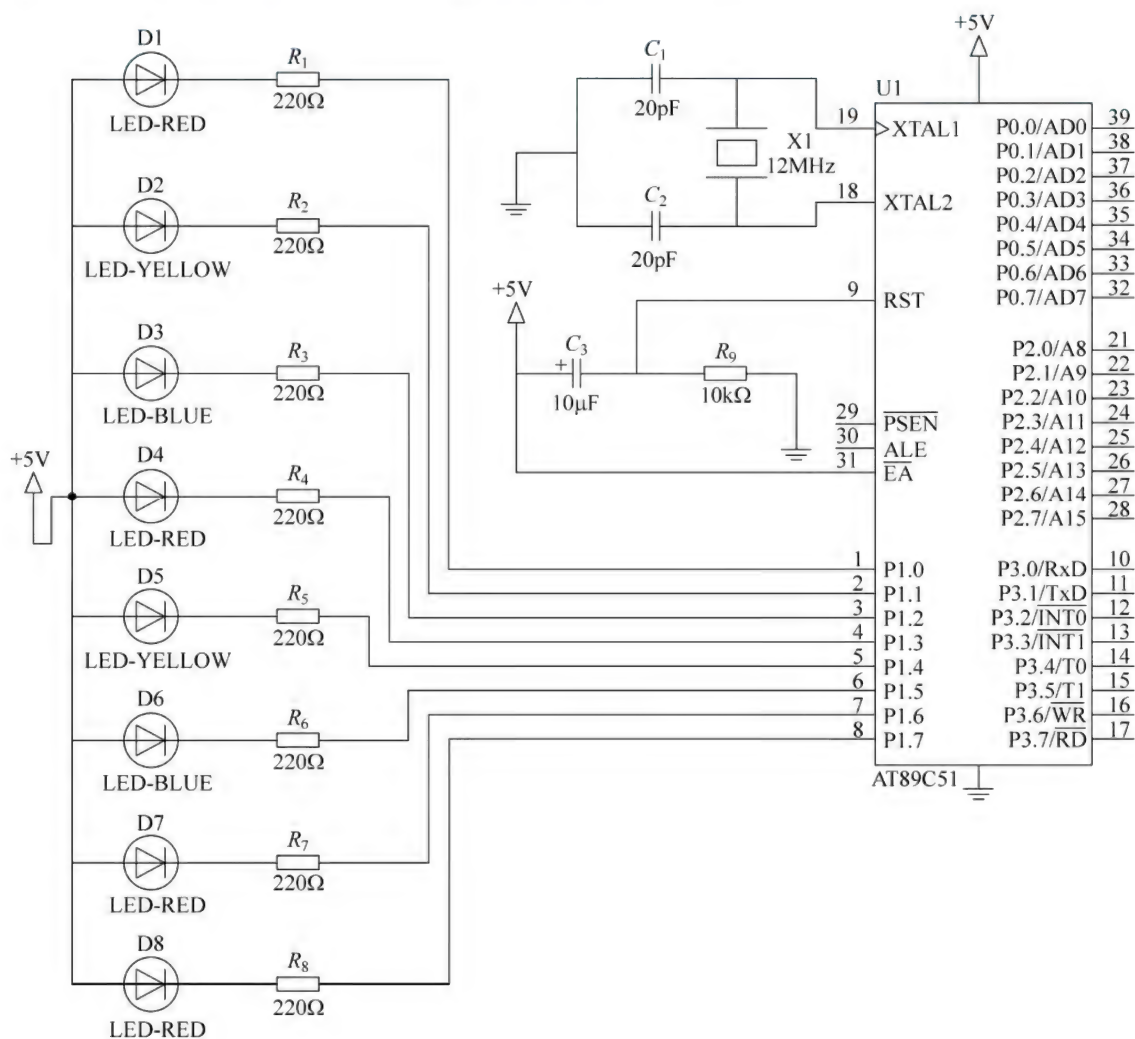 D1
R1
220Ω
LED-RED
D2
R2
220Ω
LED-YELLOW
D3
R3
220Ω
LED-BLUE
+5V
D4
R4
220Ω
LED-RED
D5
R5
220Ω
LED-YELLOW
D6
R6
220Ω
LED-BLUE
D7
R7
220Ω
LED-RED
D8
R8
220Ω
LED-RED
C1
20pF
X1
12MHz
C2
20pF
+5V
C3
+
10μF
R9
10kΩ
+5V
U1
19 XTAL1
18 XTAL2
9 RST
29 PSEN
30 ALE
31 EA
1 P1.0
2 P1.1
3 P1.2
4 P1.3
5 P1.4
6 P1.5
7 P1.6
8 P1.7
P0.0/AD0 39
P0.1/AD1 38
P0.2/AD2 37
P0.3/AD3 36
P0.4/AD4 35
P0.5/AD5 34
P0.6/AD6 33
P0.7/AD7 32
P2.0/A8 21
P2.1/A9 22
P2.2/A10 23
P2.3/A11 24
P2.4/A12 25
P2.5/A13 26
P2.6/A14 27
P2.7/A15 28
P3.0/RxD 10
P3.1/TxD 11
P3.2/INT0 12
P3.3/INT1 13
P3.4/T0 14
P3.5/T1 15
P3.6/WR 16
P3.7/RD 17
AT89C51